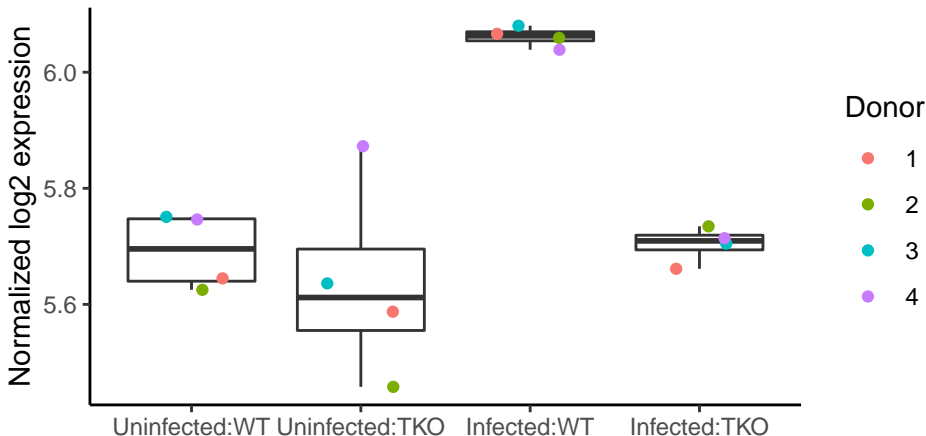 Normalized log2 expression
6.0
5.8
5.6
Uninfected:WT Uninfected:TKO Infected:WT Infected:TKO
Donor
1
2
3
4